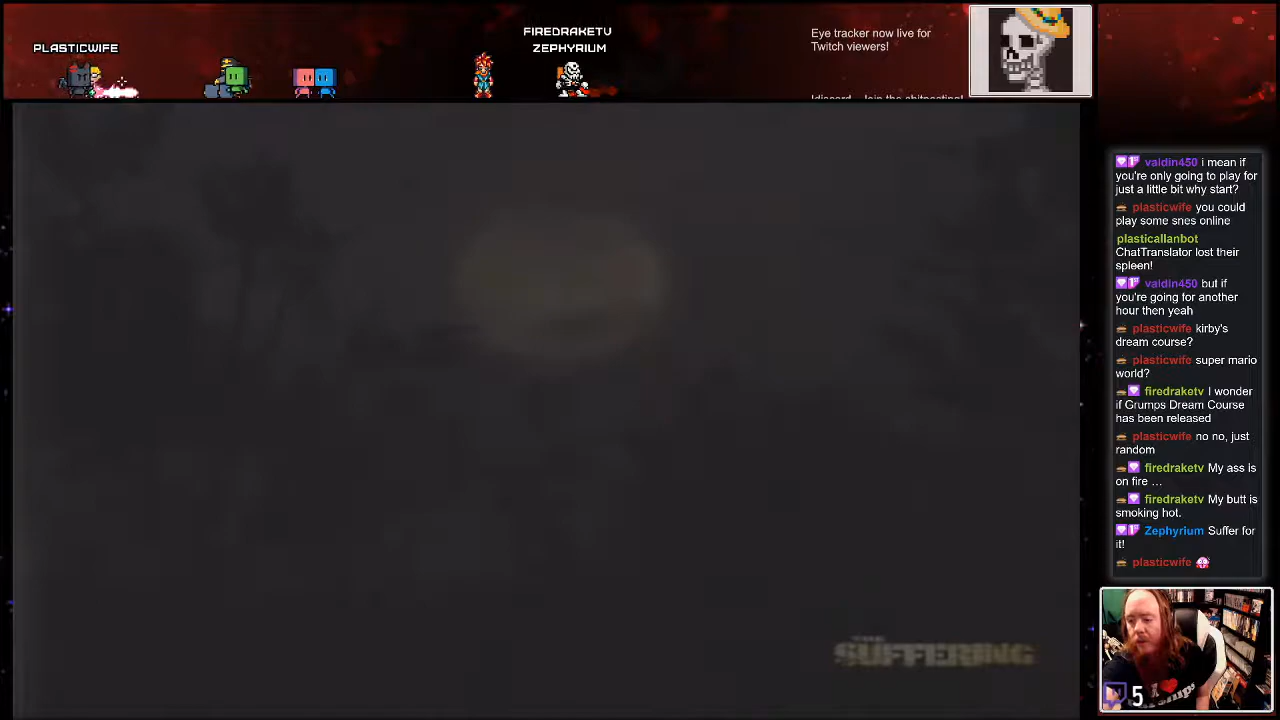 PLASTICWIFE
FIREDRAKETV
ZEPHYRIUM
Eye tracker now live for
Twitch viewers!
valdin450 i mean if
you're only going to play for
just a little bit why start?
plasticwife you could
play some snes online
plasticallanbot
ChatTranslator lost their
spleen!
valdin450 but if
you're going for another
hour then yeah
plasticwife kirby's
dream course?
plasticwife super mario
world?
firedraketv I wonder
if Grumps Dream Course
has been released
plasticwife no no, just
random
firedraketv My ass is
on fire …
firedraketv My butt is
smoking hot.
Zephyrium Suffer for
it!
plasticwife
THE
SUFFERING
5